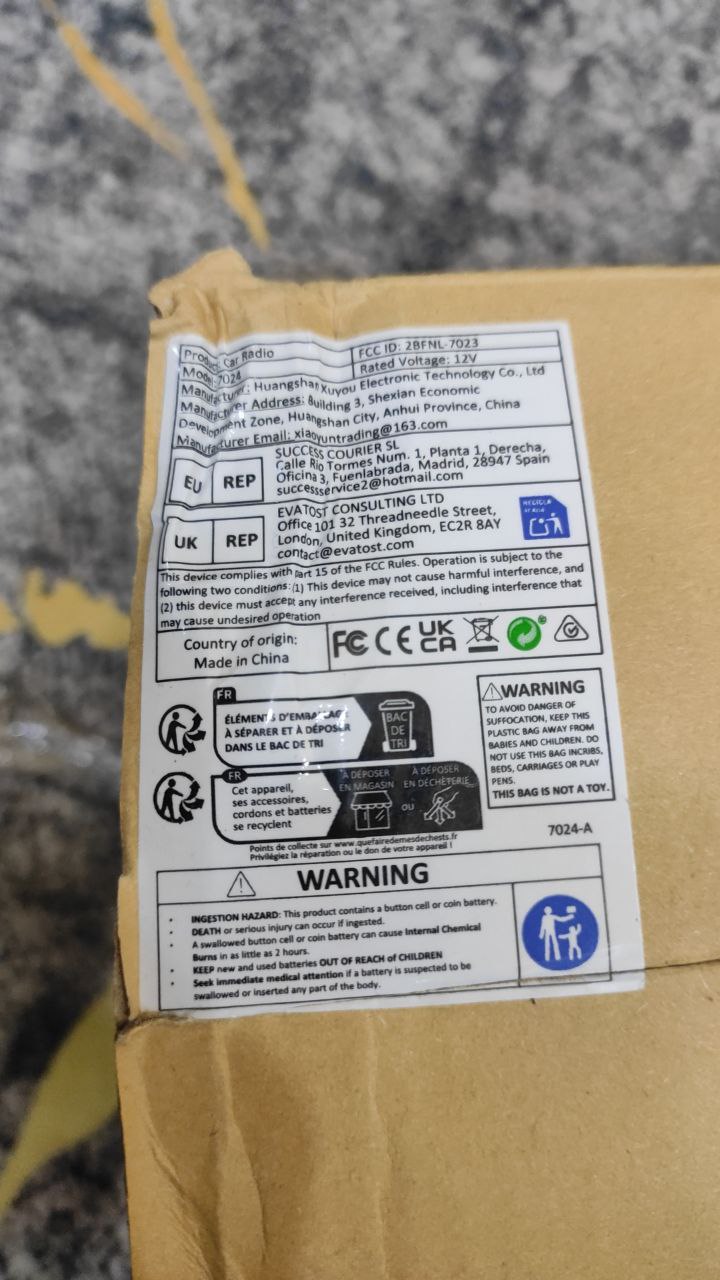 Product: Car Radio
FCC ID: 2BFNL-7023
Model: 7024
Rated Voltage: 12V
Manufacturer: Huangshan Xuyou Electronic Technology Co., Ltd
Manufacturer Address: Building 3, Shexian Economic
Development Zone, Huangshan City, Anhui Province, China
Manufacturer Email: xiaoyuntrading@163.com
EU REP
SUCCESS COURIER SL
Calle Rio Tormes Num. 1, Planta 1, Derecha,
Oficina 3, Fuenlabrada, Madrid, 28947 Spain
successservice2@hotmail.com
UK REP
EVATOST CONSULTING LTD
Office 101 32 Threadneedle Street,
London, United Kingdom, EC2R 8AY
contact@evatost.com
RECICLA
This device complies with part 15 of the FCC Rules. Operation is subject to the
following two conditions: (1) This device may not cause harmful interference, and
(2) this device must accept any interference received, including interference that
may cause undesired operation
Country of origin:
Made in China
FC CE UK
CA
FR
ÉLÉMENTS D'EMBALLAGE
À SÉPARER ET À DÉPOSER
DANS LE BAC DE TRI
BAC
DE
TRI
FR
Cet appareil,
ses accessoires,
cordons et batteries
se recyclent
À DÉPOSER
EN MAGASIN
OU
À DÉPOSER
EN DÉCHÈTERIE
Points de collecte sur www.quefairedemesdechests.fr
Privilégiez la réparation ou le don de votre appareil !
WARNING
TO AVOID DANGER OF
SUFFOCATION, KEEP THIS
PLASTIC BAG AWAY FROM
BABIES AND CHILDREN. DO
NOT USE THIS BAG INCRIBS,
BEDS, CARRIAGES OR PLAY
PENS.
THIS BAG IS NOT A TOY.
7024-A
WARNING
• INGESTION HAZARD: This product contains a button cell or coin battery.
• DEATH or serious injury can occur if ingested.
• A swallowed button cell or coin battery can cause Internal Chemical
Burns in as little as 2 hours.
• KEEP new and used batteries OUT OF REACH of CHILDREN
• Seek immediate medical attention if a battery is suspected to be
swallowed or inserted any part of the body.